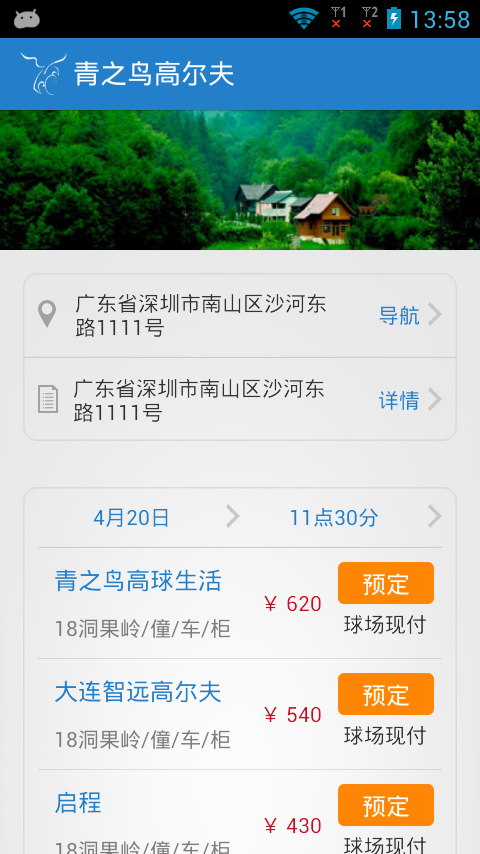 1 2 13:58
青之鸟高尔夫
广东省深圳市南山区沙河东
路1111号
导航
广东省深圳市南山区沙河东
路1111号
详情
4月20日 11点30分
青之鸟高球生活
¥ 620
预定
18洞果岭/僮/车/柜
球场现付
大连智远高尔夫
¥ 540
预定
18洞果岭/僮/车/柜
球场现付
启程
¥ 430
预定
18洞果岭/僮/车/柜
球场现付